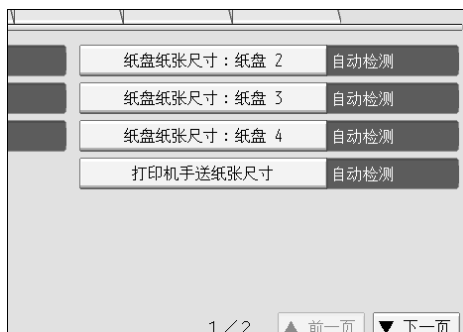 纸盘纸张尺寸：纸盘 2 自动检测
纸盘纸张尺寸：纸盘 3 自动检测
纸盘纸张尺寸：纸盘 4 自动检测
打印机手送纸张尺寸 自动检测
1／2 ▲ 前一页 ▼ 下一页